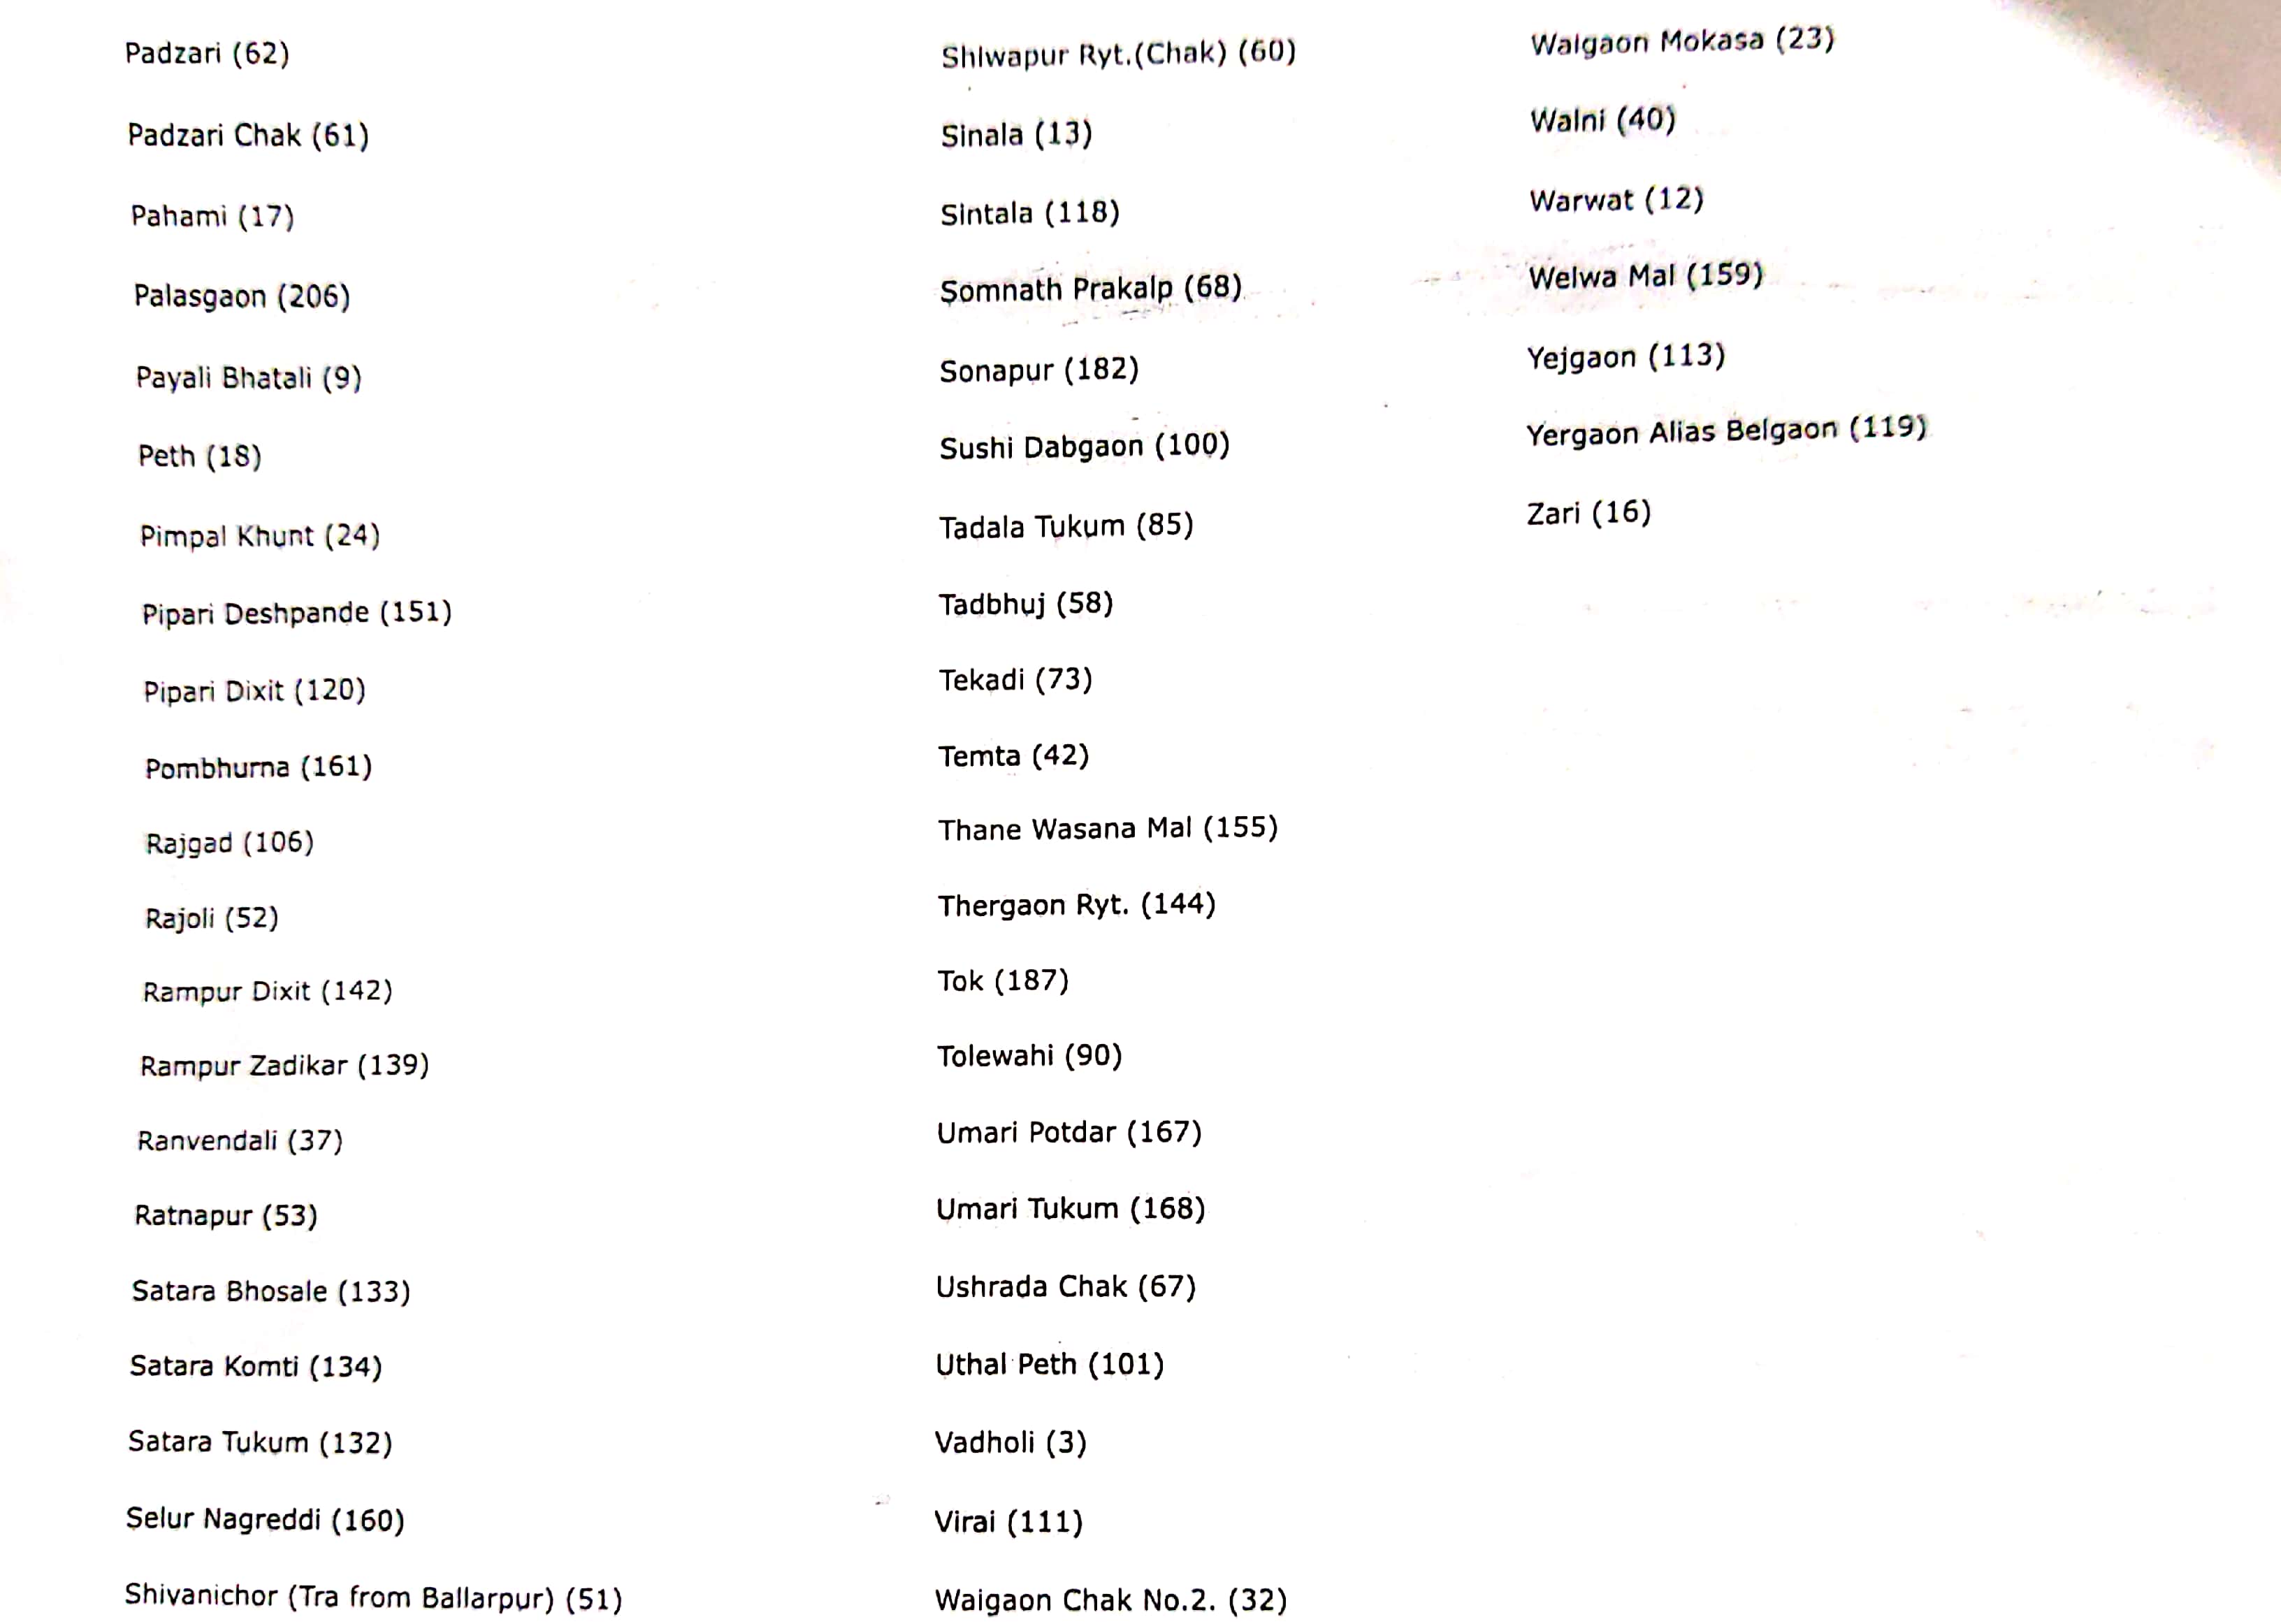 Padzari (62)
Padzari Chak (61)
Pahami (17)
Palasgaon (206)
Payali Bhatali (9)
Peth (18)
Pimpal Khunt (24)
Pipari Deshpande (151)
Pipari Dixit (120)
Pombhurna (161)
Rajgad (106)
Rajoli (52)
Rampur Dixit (142)
Rampur Zadikar (139)
Ranvendali (37)
Ratnapur (53)
Satara Bhosale (133)
Satara Komti (134)
Satara Tukum (132)
Selur Nagreddi (160)
Shivanichor (Tra from Ballarpur) (51)
Shiwapur Ryt.(Chak) (60)
Sinala (13)
Sintala (118)
Somnath Prakalp (68)
Sonapur (182)
Sushi Dabgaon (100)
Tadala Tukum (85)
Tadbhuj (58)
Tekadi (73)
Temta (42)
Thane Wasana Mal (155)
Thergaon Ryt. (144)
Tok (187)
Tolewahi (90)
Umari Potdar (167)
Umari Tukum (168)
Ushrada Chak (67)
Uthal Peth (101)
Vadholi (3)
Virai (111)
Waigaon Chak No.2. (32)
Waigaon Mokasa (23)
Walni (40)
Warwat (12)
Welwa Mal (159)
Yejgaon (113)
Yergaon Alias Belgaon (119)
Zari (16)